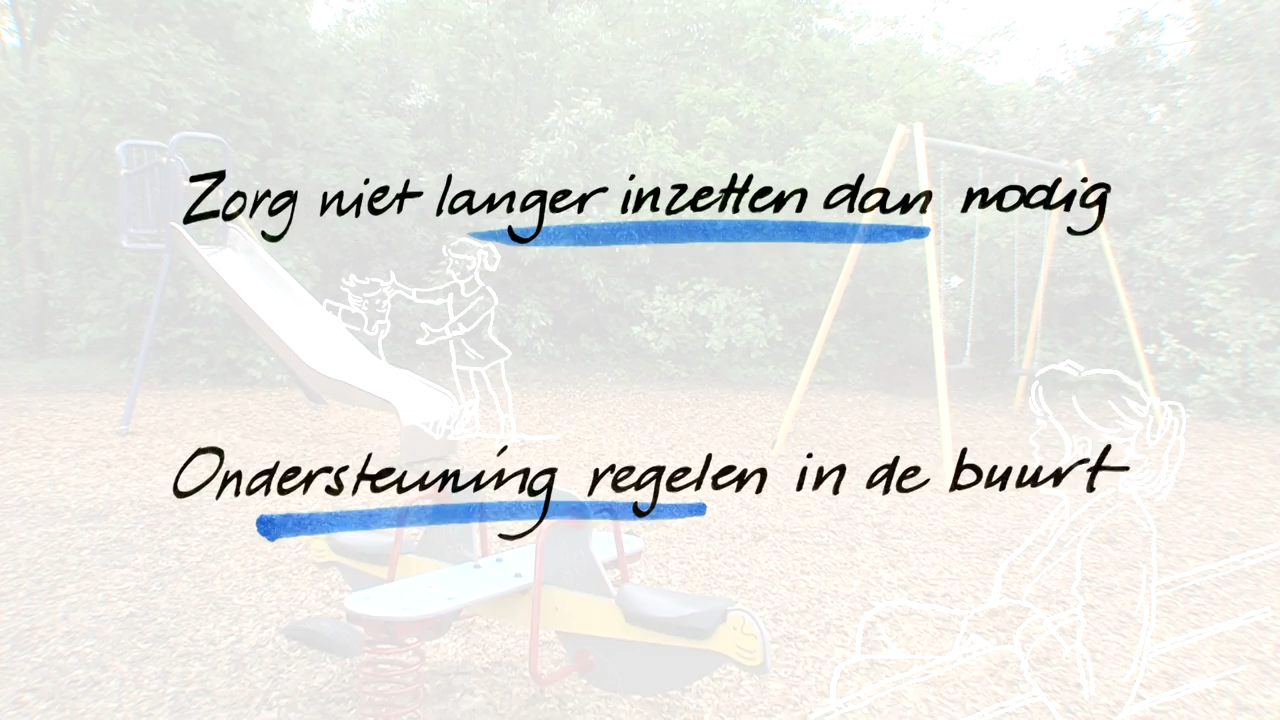 Zorg niet langer inzetten dan nodig
Ondersteuning regelen in de buurt